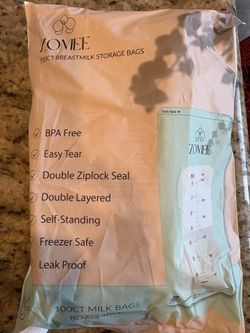 ZOMEE
100CT BREASTMILK STORAGE BAGS
BPA Free
Easy Tear
Double Ziplock Seal
Double Layered
Self-Standing
Freezer Safe
Leak Proof
ZOMEE
100CT MILK BAGS